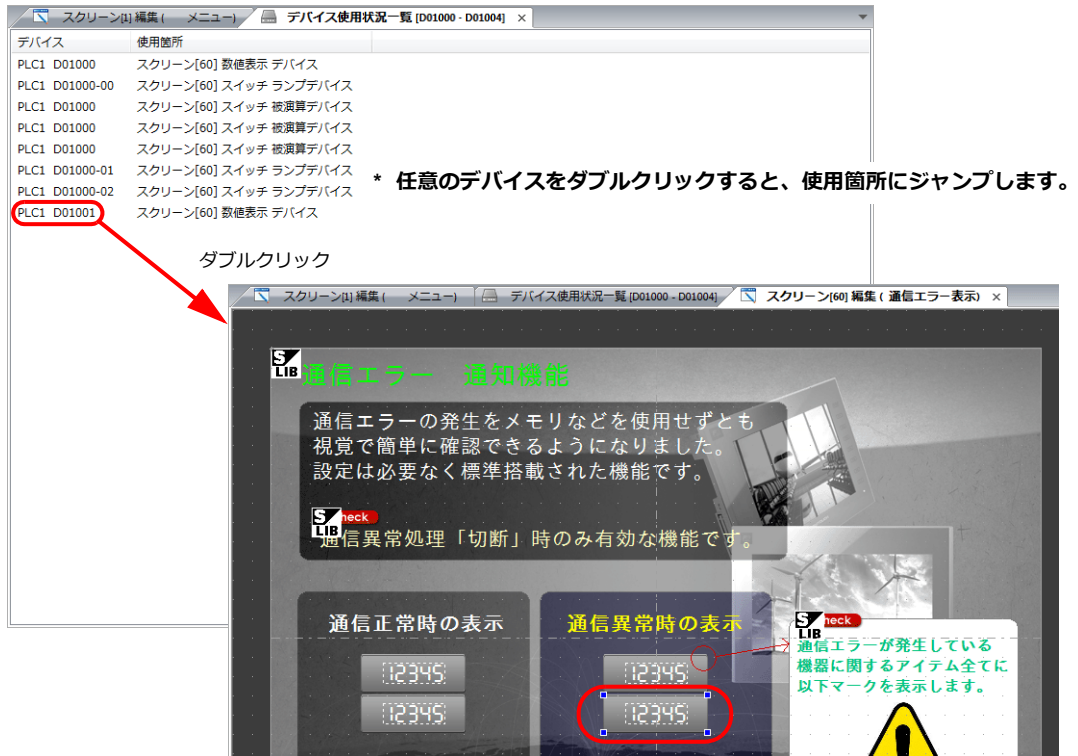 スクリーン[1] 編集 ( メニュー)
デバイス使用状況一覧 [D01000 - D01004] ×
デバイス 使用箇所
PLC1 D01000 スクリーン[60] 数値表示 デバイス
PLC1 D01000-00 スクリーン[60] スイッチ ランプデバイス
PLC1 D01000 スクリーン[60] スイッチ 被演算デバイス
PLC1 D01000 スクリーン[60] スイッチ 被演算デバイス
PLC1 D01000 スクリーン[60] スイッチ 被演算デバイス
PLC1 D01000-01 スクリーン[60] スイッチ ランプデバイス
PLC1 D01000-02 スクリーン[60] スイッチ ランプデバイス
PLC1 D01001 スクリーン[60] 数値表示 デバイス
* 任意のデバイスをダブルクリックすると、使用箇所にジャンプします。
ダブルクリック
スクリーン[1] 編集 ( メニュー)
デバイス使用状況一覧 [D01000 - D01004]
スクリーン[60] 編集 ( 通信エラー表示) ×
S LIB
通信エラー 通知機能
通信エラーの発生をメモリなどを使用せずとも
視覚で簡単に確認できるようになりました。
設定は必要なく標準搭載された機能です。
S LIB heck
通信異常処理「切断」時のみ有効な機能です。
通信正常時の表示
12345
12345
通信異常時の表示
12345
12345
S LIB heck
通信エラーが発生している
機器に関するアイテム全てに
以下マークを表示します。